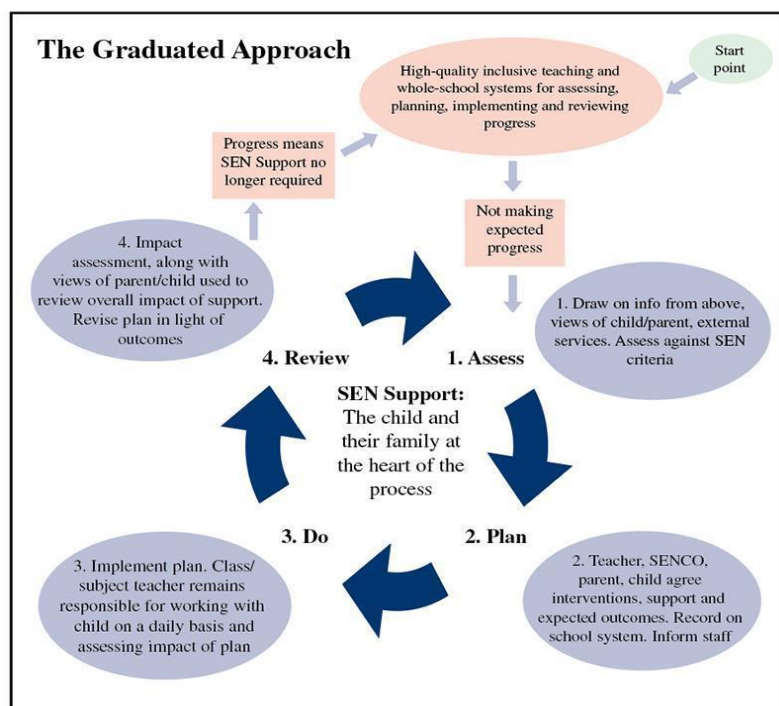 The Graduated Approach
Start
point
High-quality inclusive teaching and
whole-school systems for assessing,
planning, implementing and reviewing
progress
Progress means
SEN Support no
longer required
Not making
expected
progress
4. Impact
assessment, along with
views of parent/child used to
review overall impact of support.
Revise plan in light of
outcomes
1. Draw on info from above,
views of child/parent, external
services. Assess against SEN
criteria
4. Review
1. Assess
SEN Support:
The child and
their family at
the heart of the
process
3. Do
2. Plan
3. Implement plan. Class/
subject teacher remains
responsible for working with
child on a daily basis and
assessing impact of plan
2. Teacher, SENCO,
parent, child agree
interventions, support and
expected outcomes. Record on
school system. Inform staff